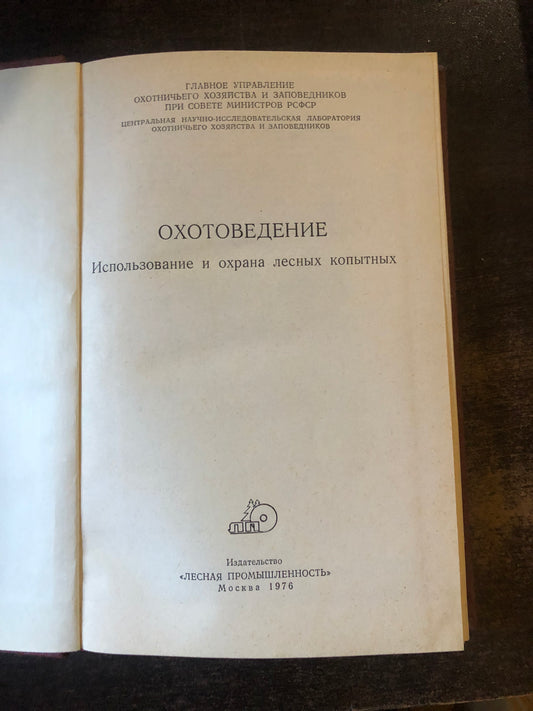 ГЛАВНОЕ УПРАВЛЕНИЕ
ОХОТНИЧЬЕГО ХОЗЯЙСТВА И ЗАПОВЕДНИКОВ
ПРИ СОВЕТЕ МИНИСТРОВ РСФСР
ЦЕНТРАЛЬНАЯ НАУЧНО-ИССЛЕДОВАТЕЛЬСКАЯ ЛАБОРАТОРИЯ
ОХОТНИЧЬЕГО ХОЗЯЙСТВА И ЗАПОВЕДНИКОВ
ОХОТОВЕДЕНИЕ
Использование и охрана лесных копытных
Издательство
«ЛЕСНАЯ ПРОМЫШЛЕННОСТЬ»
Москва 1976